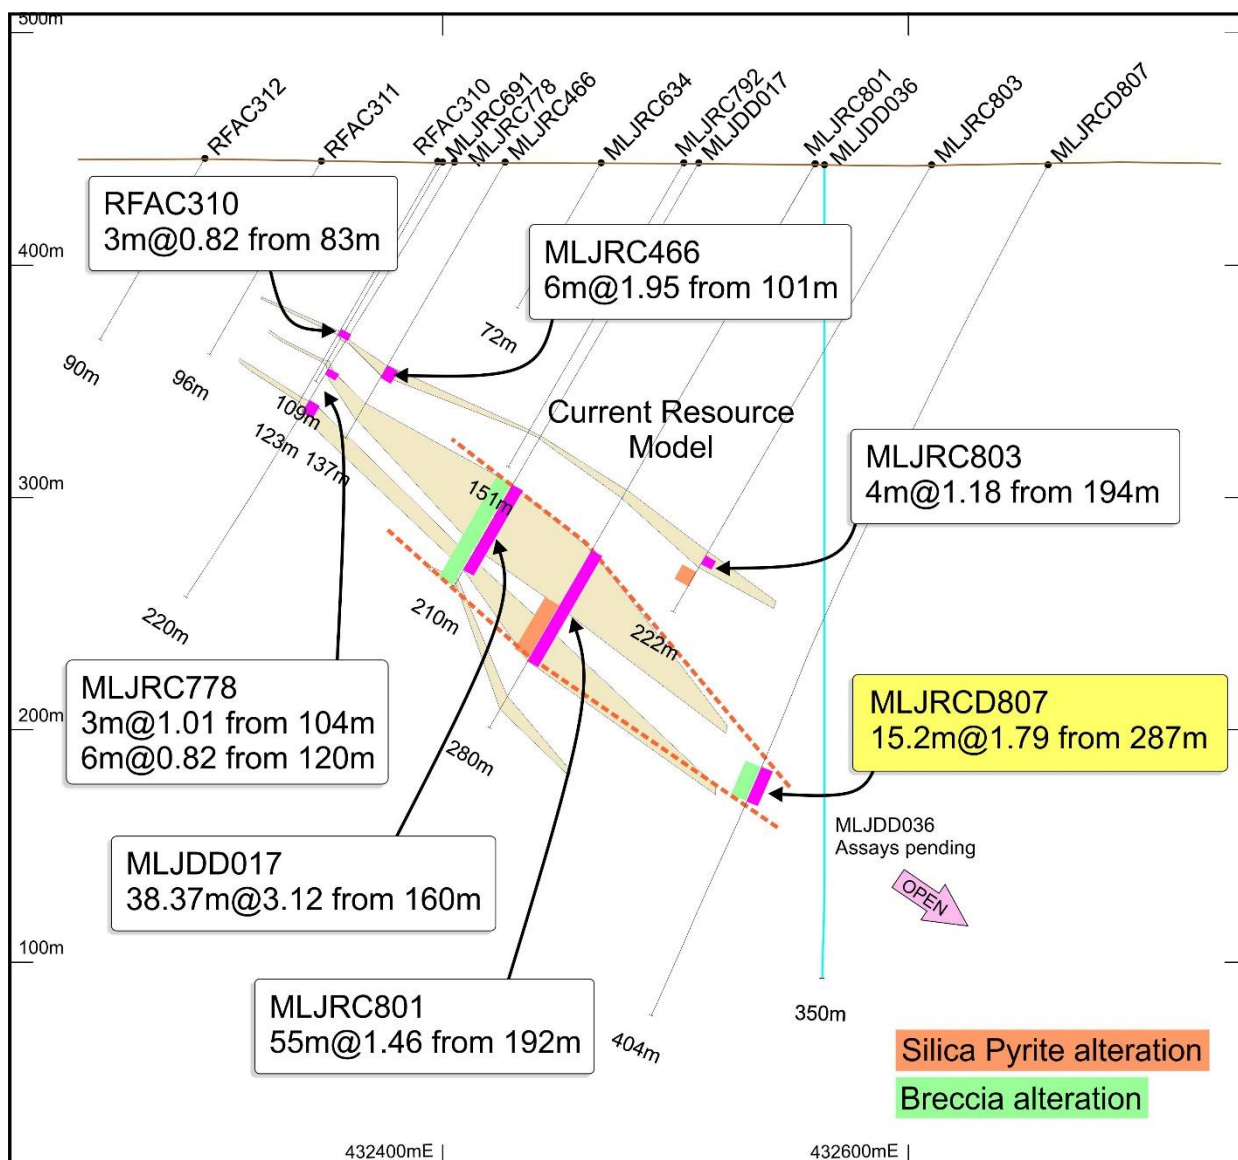 500m
RFAC312
RFAC311
RFAC310
MLJRC691
MLJRC778
MLJRC466
MLJRC634
MLJRC792
MLJDD017
MLJRC801
MLJDD036
MLJRC803
MLJRCD807
RFAC310
3m@0.82 from 83m
MLJRC466
6m@1.95 from 101m
400m
90m
96m
72m
109m
123m
137m
Current Resource
Model
MLJRC803
4m@1.18 from 194m
300m
151m
220m
210m
222m
MLJRC778
3m@1.01 from 104m
6m@0.82 from 120m
MLJRCD807
15.2m@1.79 from 287m
200m
280m
MLJDD017
38.37m@3.12 from 160m
MLJDD036
Assays pending
OPEN
100m
MLJRC801
55m@1.46 from 192m
350m
404m
Silica Pyrite alteration
Breccia alteration
432400mE
432600mE